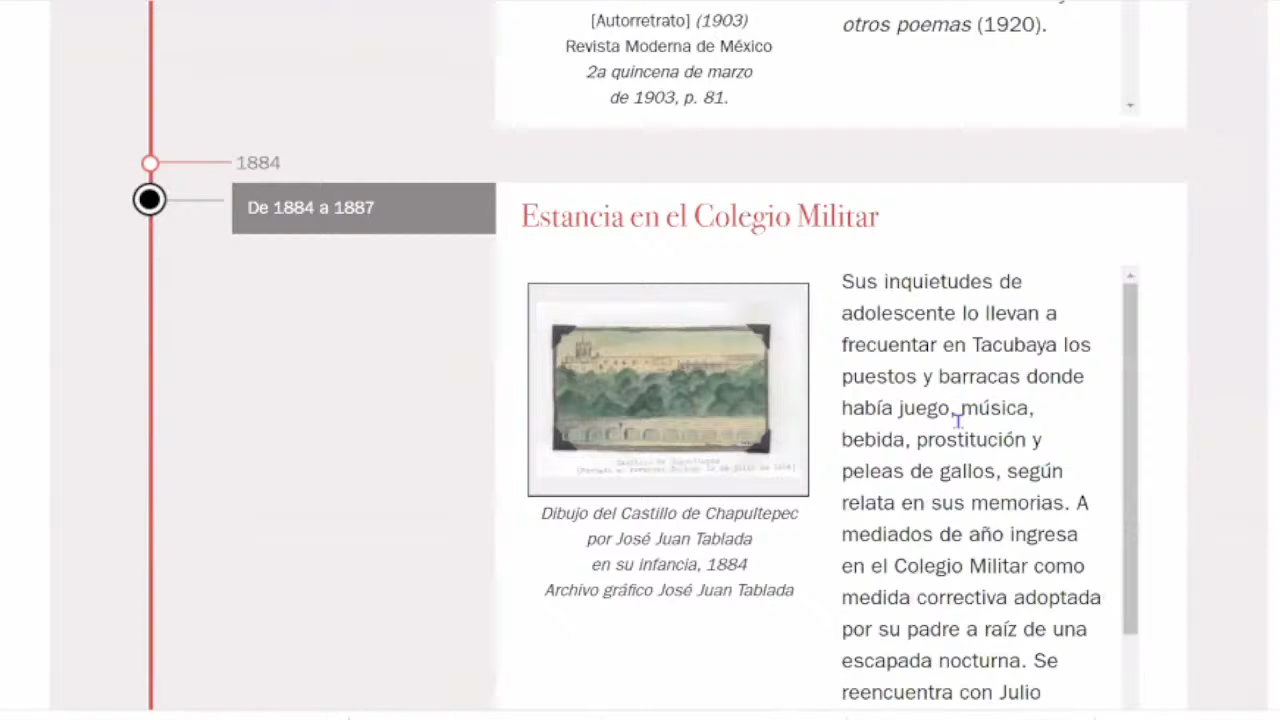 [Autorretrato] (1903)
Revista Moderna de México
2a quincena de marzo
de 1903, p. 81.
otros poemas (1920).
1884
De 1884 a 1887
Estancia en el Colegio Militar
Dibujo del Castillo de Chapultepec
por José Juan Tablada
en su infancia, 1884
Archivo gráfico José Juan Tablada
Sus inquietudes de
adolescente lo llevan a
frecuentar en Tacubaya los
puestos y barracas donde
había juego, música,
bebida, prostitución y
peleas de gallos, según
relata en sus memorias. A
mediados de año ingresa
en el Colegio Militar como
medida correctiva adoptada
por su padre a raíz de una
escapada nocturna. Se
reencuentra con Julio